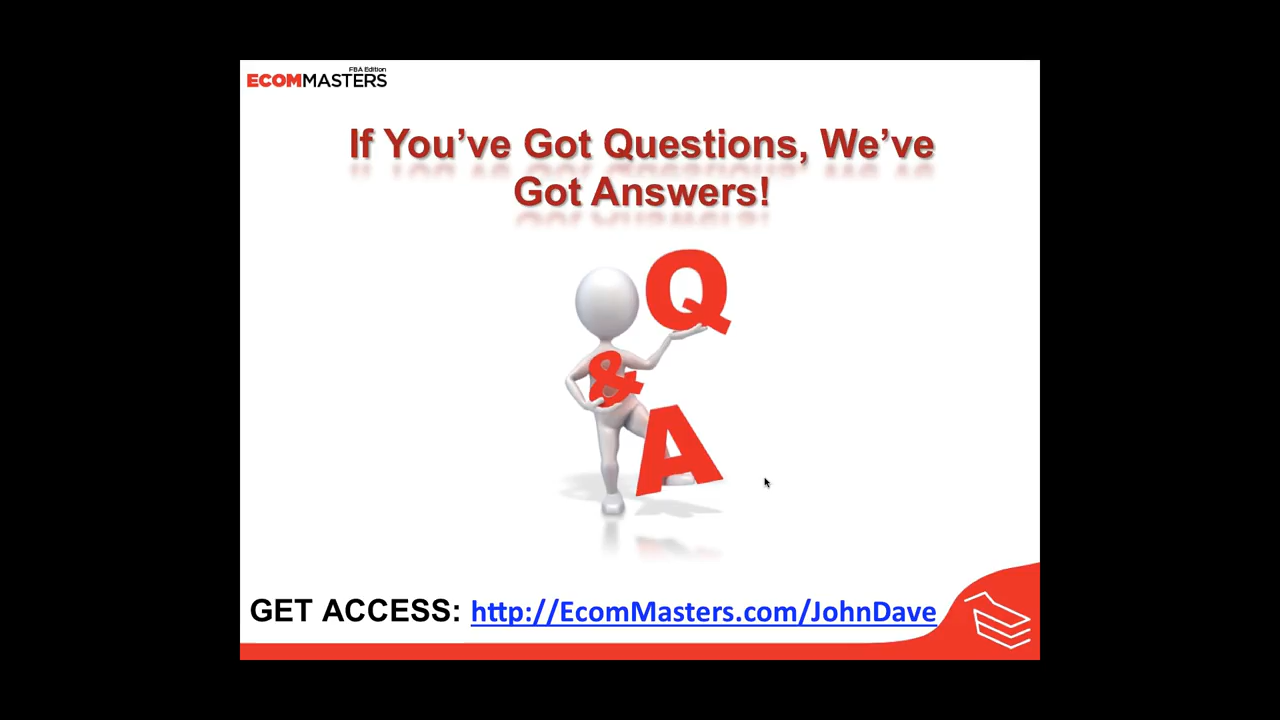 FBA Edition
ECOMMASTERS
If You’ve Got Questions, We’ve
Got Answers!
Q
&
A
GET ACCESS: http://EcomMasters.com/JohnDave